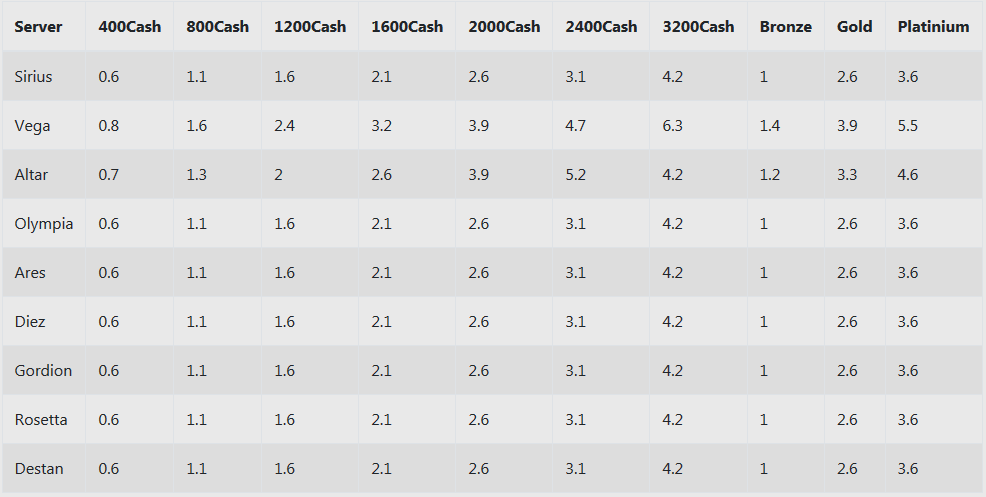 Server 400Cash 800Cash 1200Cash 1600Cash 2000Cash 2400Cash 3200Cash Bronze Gold Platinium
Sirius 0.6 1.1 1.6 2.1 2.6 3.1 4.2 1 2.6 3.6
Vega 0.8 1.6 2.4 3.2 3.9 4.7 6.3 1.4 3.9 5.5
Altar 0.7 1.3 2 2.6 3.9 5.2 4.2 1.2 3.3 4.6
Olympia 0.6 1.1 1.6 2.1 2.6 3.1 4.2 1 2.6 3.6
Ares 0.6 1.1 1.6 2.1 2.6 3.1 4.2 1 2.6 3.6
Diez 0.6 1.1 1.6 2.1 2.6 3.1 4.2 1 2.6 3.6
Gordion 0.6 1.1 1.6 2.1 2.6 3.1 4.2 1 2.6 3.6
Rosetta 0.6 1.1 1.6 2.1 2.6 3.1 4.2 1 2.6 3.6
Destan 0.6 1.1 1.6 2.1 2.6 3.1 4.2 1 2.6 3.6